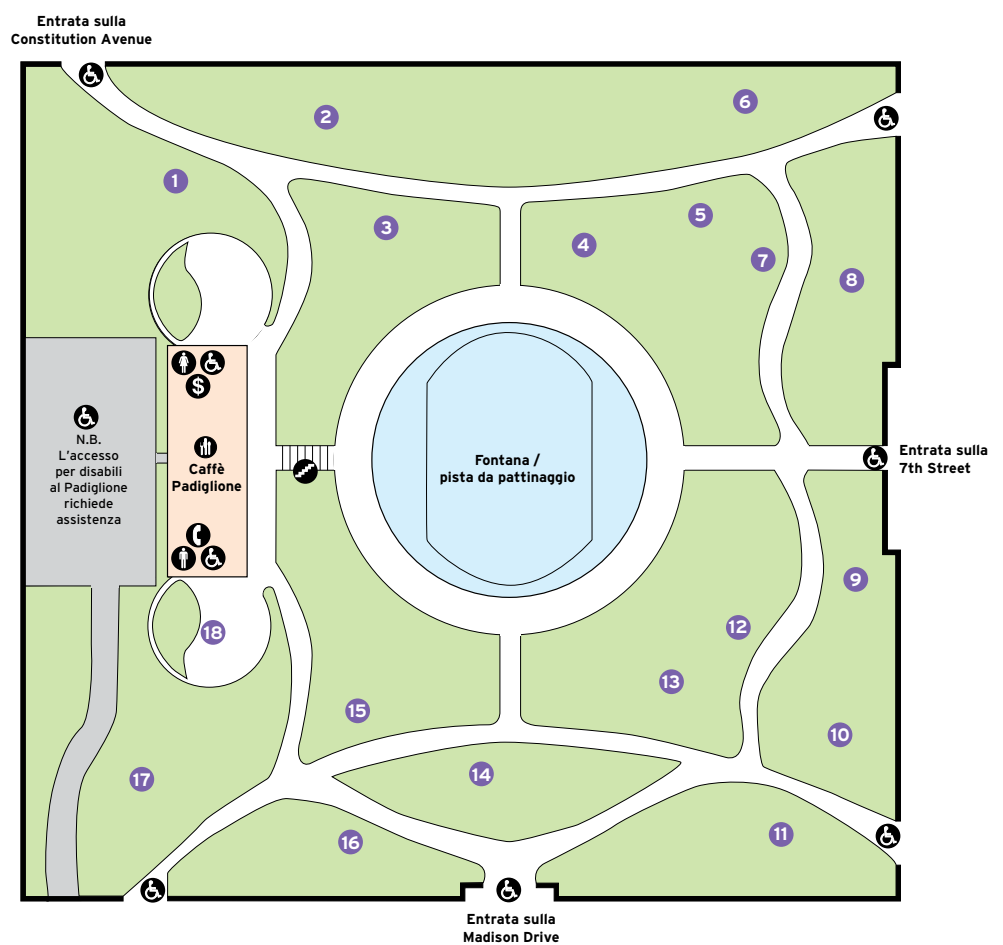 Entrata sulla
Constitution Avenue
6
2
1
5
3
4
7
8
$
N.B.
L'accesso
per disabili
al Padiglione
richiede
assistenza
Caffè
Padiglione
Fontana /
pista da pattinaggio
Entrata sulla
7th Street
9
12
18
13
15
10
14
17
11
16
Entrata sulla
Madison Drive